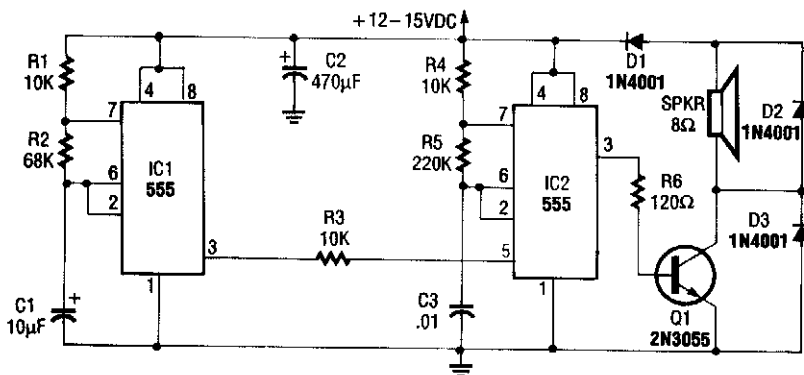 +12–15VDC
R1
10K
R2
68K
C1
10µF
+
7
6
2
4
8
IC1
555
3
1
+
C2
470µF
R3
10K
R4
10K
R5
220K
C3
.01
7
6
2
5
4
8
IC2
555
3
1
D1
1N4001
SPKR
8Ω
D2
1N4001
R6
120Ω
D3
1N4001
Q1
2N3055